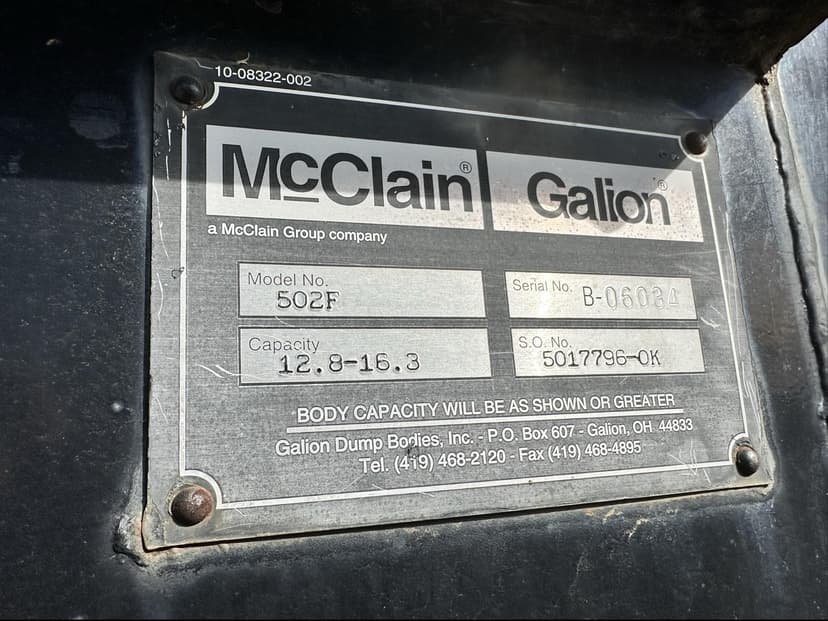 10-08322-002
McClain® Galion®
a McClain Group company
Model No. 502F
Serial No. B-06034
Capacity 12.8-16.3
S.O. No. 5017796-0K
BODY CAPACITY WILL BE AS SHOWN OR GREATER
Galion Dump Bodies, Inc. - P.O. Box 607 - Galion, OH 44833
Tel. (419) 468-2120 - Fax (419) 468-4895